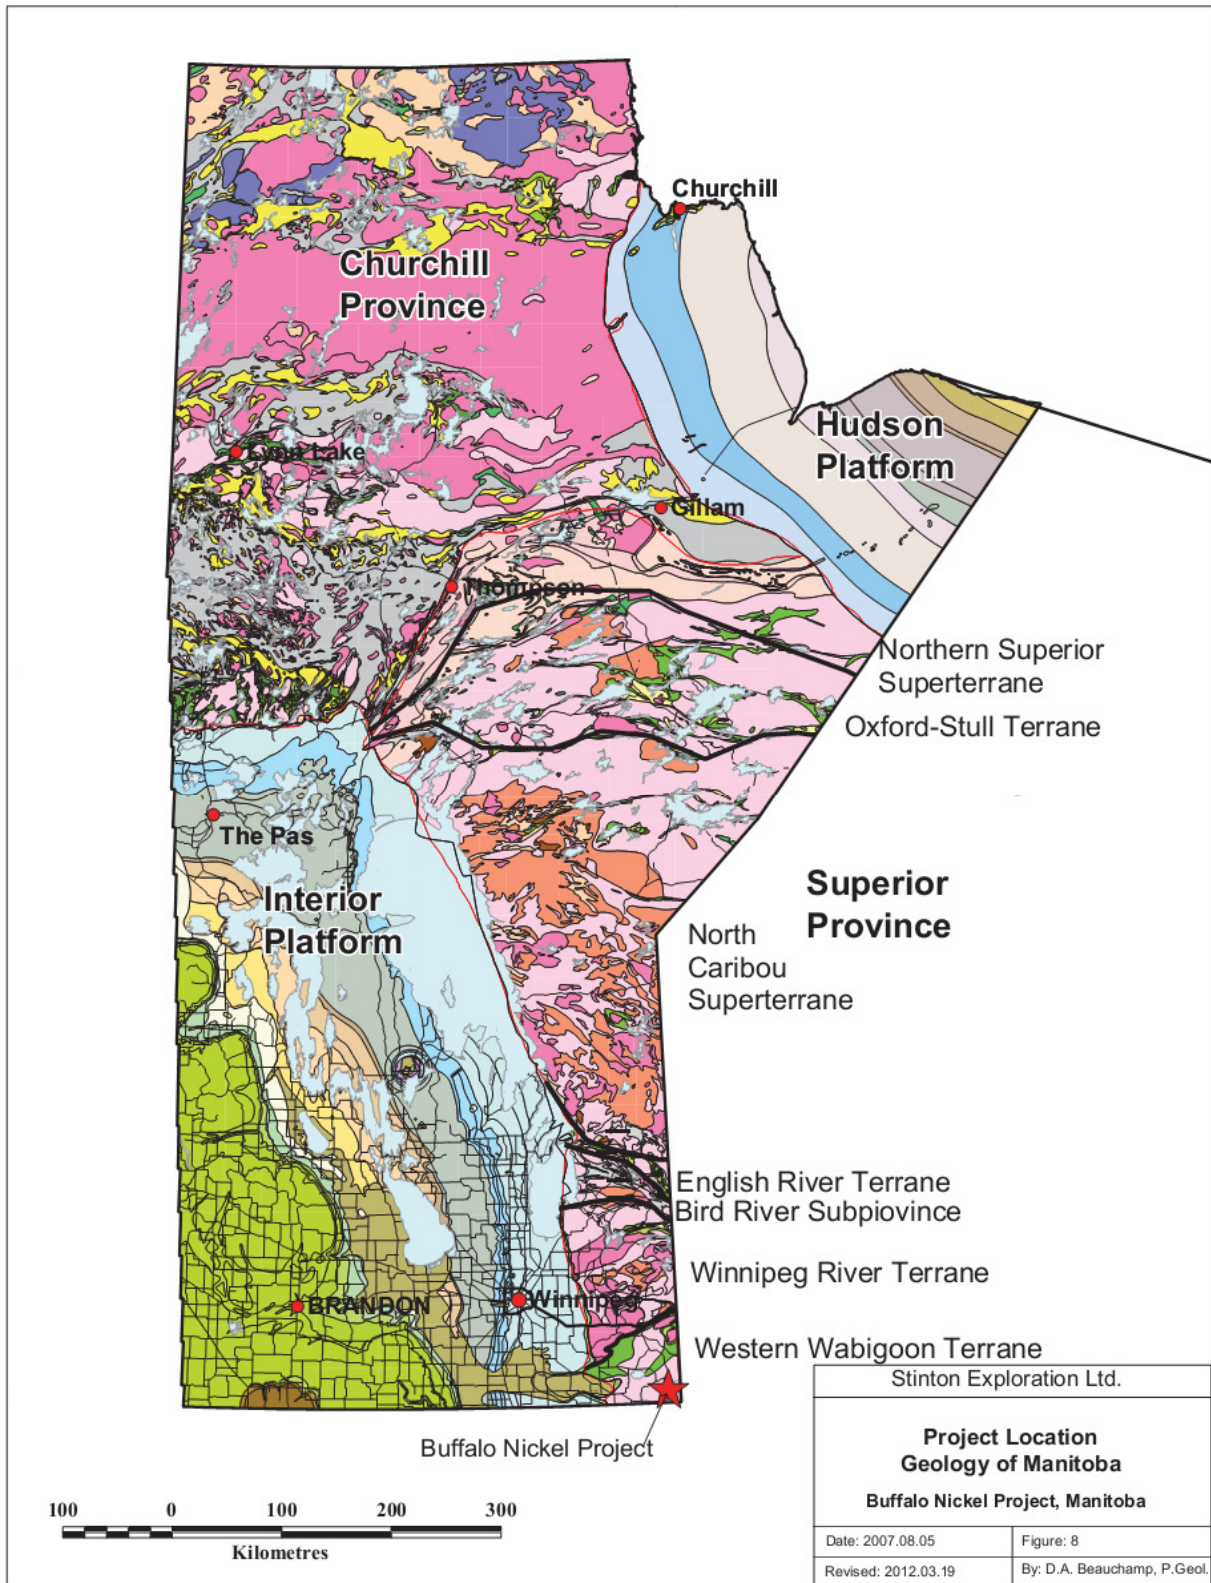 Churchill
Churchill
Province
Hudson
Platform
Lynn Lake
Gillam
Thompson
Northern Superior
Superterrane
Oxford-Stull Terrane
The Pas
Superior
Province
Interior
Platform
North
Caribou
Superterrane
English River Terrane
Bird River Subpiovince
Winnipeg River Terrane
BRANDON
Winnipeg
Western Wabigoon Terrane
Buffalo Nickel Project
Stinton Exploration Ltd.
Project Location
Geology of Manitoba
Buffalo Nickel Project, Manitoba
Date: 2007.08.05
Figure: 8
Revised: 2012.03.19
By: D.A. Beauchamp, P.Geol.
100 0 100 200 300
Kilometres